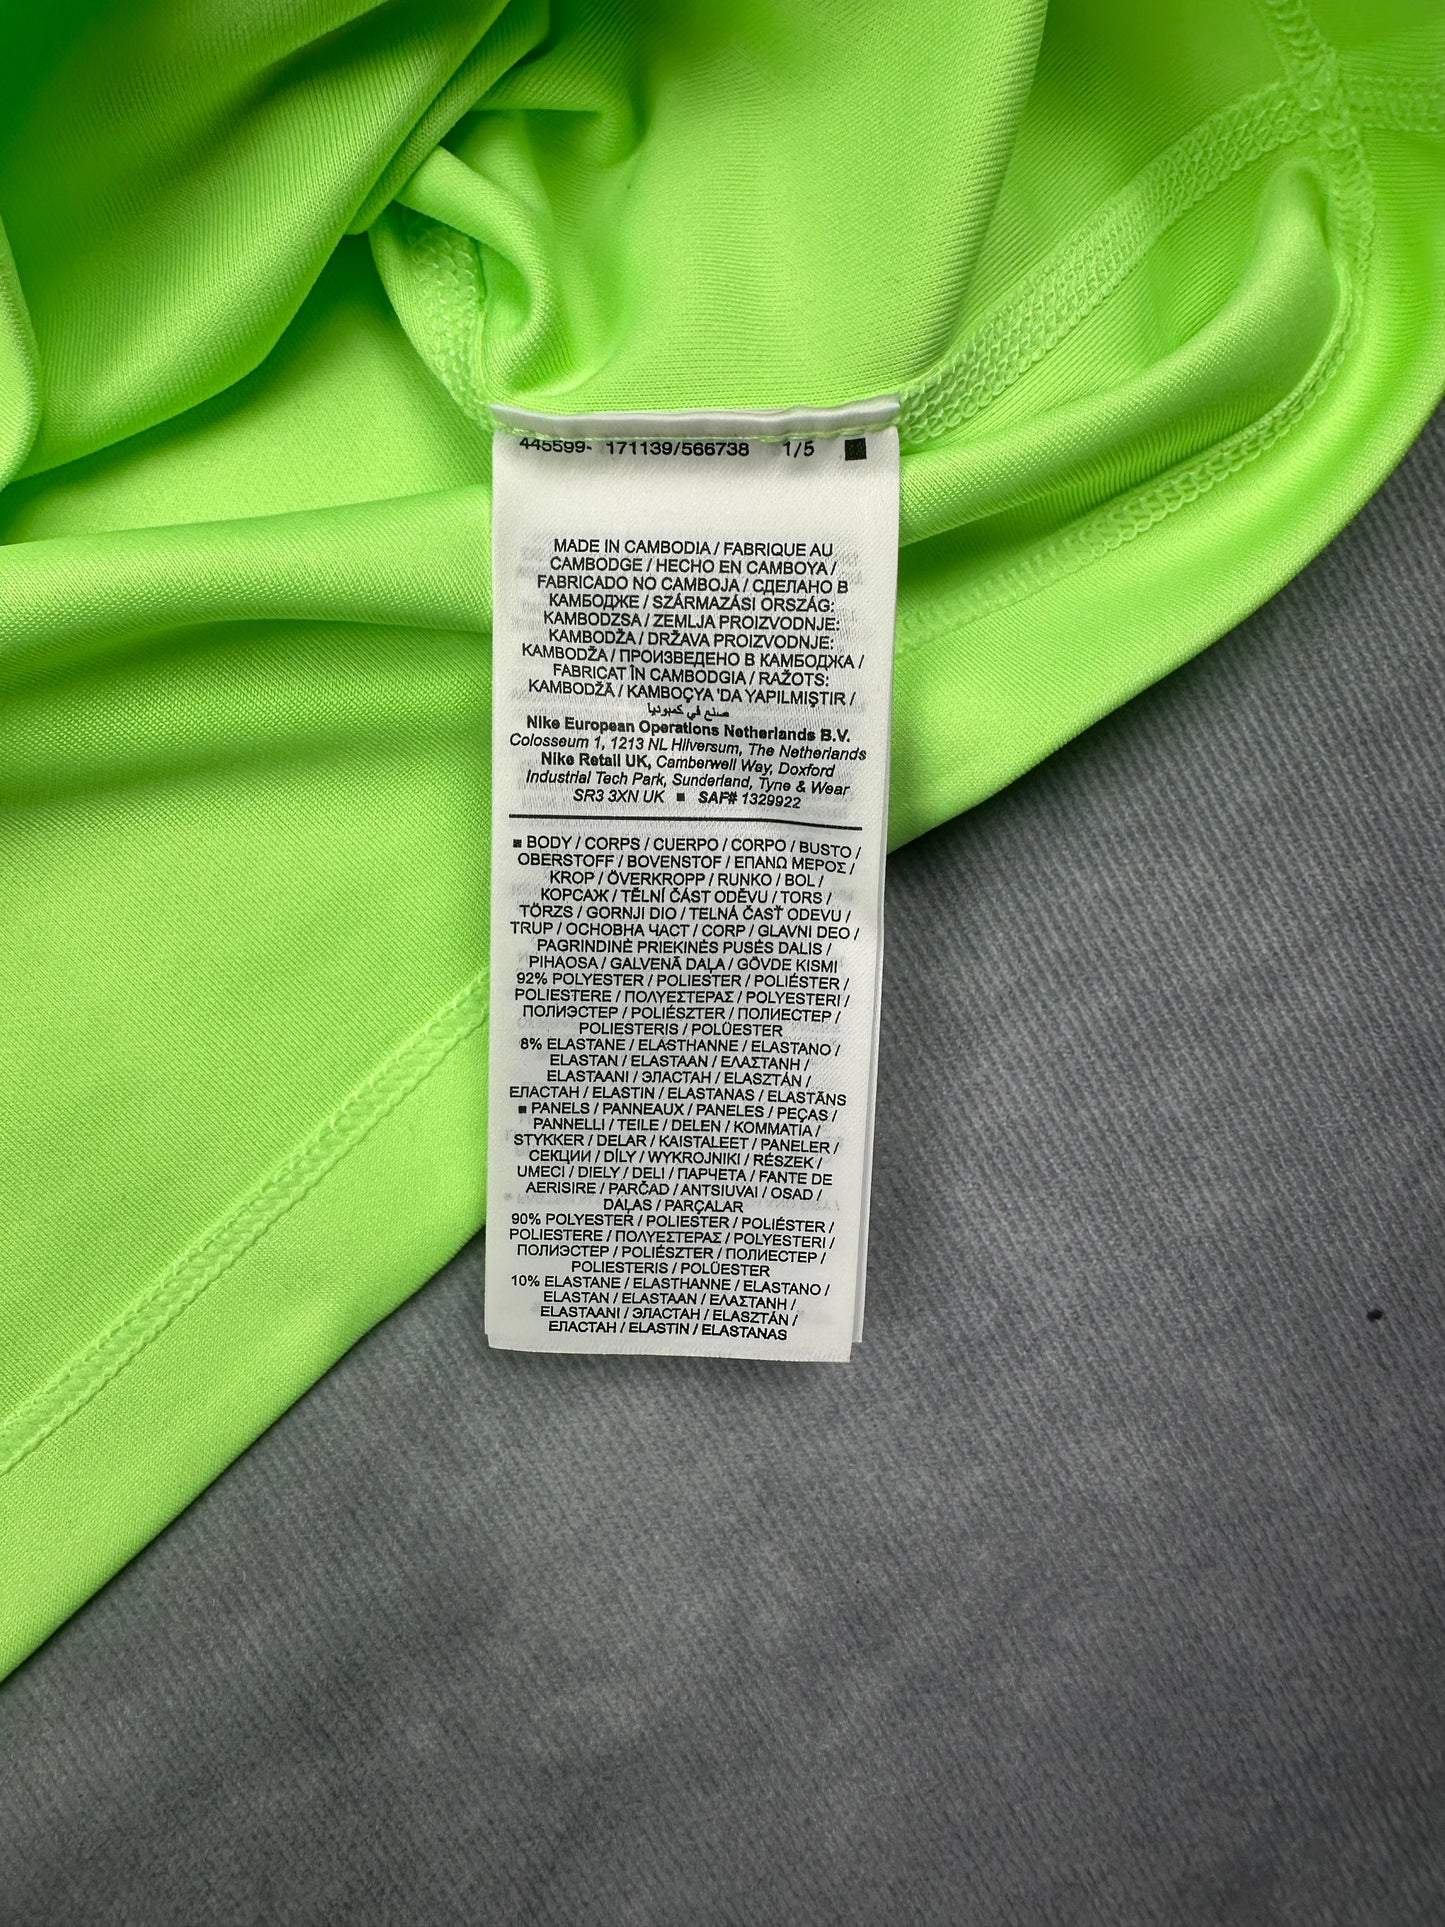 445599- 171139/566738 1/5
MADE IN CAMBODIA / FABRIQUE AU
CAMBODGE / HECHO EN CAMBOYA /
FABRICADO NO CAMBOJA / СДЕЛАНО В
КАМБОДЖЕ / SZÁRMAZÁSI ORSZÁG:
KAMBODZSA / ZEMLJA PROIZVODNJE:
KAMBODŽA / DRŽAVA PROIZVODNJE:
KAMBODŽA / ПРОИЗВЕДЕНО В КАМБОДЖА /
FABRICAT ÎN CAMBODGIA / RAŽOTS:
KAMBODŽĀ / KAMBOÇYA 'DA YAPILMIŞTIR /
صنع في كمبوديا
Nike European Operations Netherlands B.V.
Colosseum 1, 1213 NL Hilversum, The Netherlands
Nike Retail UK, Camberwell Way, Doxford
Industrial Tech Park, Sunderland, Tyne & Wear
SR3 3XN UK ■ SAF# 1329922
■ BODY / CORPS / CUERPO / CORPO / BUSTO /
OBERSTOFF / BOVENSTOF / ΕΠΑΝΩ ΜΕΡΟΣ /
KROP / ÖVERKROPP / RUNKO / BOL /
КОРСАЖ / TĚLNÍ ČÁST ODĚVU / TORS /
TÖRZS / GORNJI DIO / TELNÁ ČASŤ ODEVU /
TRUP / ОСНОВНА ЧАСТ / CORP / GLAVNI DEO /
PAGRINDINĖ PRIEKINĖS PUSĖS DALIS /
PIHAOSA / GALVENĀ DAĻA / GÖVDE KISMI
92% POLYESTER / POLIESTER / POLIÉSTER /
POLIESTERE / ΠΟΛΥΕΣΤΕΡΑΣ / POLYESTERI /
ПОЛИЭСТЕР / POLIÉSZTER / ПОЛИЕСТЕР /
POLIESTERIS / POLÜESTER
8% ELASTANE / ELASTHANNE / ELASTANO /
ELASTAN / ELASTAAN / ΕΛΑΣΤΑΝΗ /
ELASTAANI / ЭЛАСТАН / ELASZTÁN /
ЕЛАСТАН / ELASTIN / ELASTANAS / ELASTĀNS
■ PANELS / PANNEAUX / PANELES / PEÇAS /
PANNELLI / TEILE / DELEN / KOMMATIA /
STYKKER / DELAR / KAISTALEET / PANELER /
СЕКЦИИ / DÍLY / WYKROJNIKI / RÉSZEK /
UMECI / DIELY / DELI / ПАРЧЕТА / FANTE DE
AERISIRE / PARČAD / ANTSIUVAI / OSAD /
DAĻAS / PARÇALAR
90% POLYESTER / POLIESTER / POLIÉSTER /
POLIESTERE / ΠΟΛΥΕΣΤΕΡΑΣ / POLYESTERI /
ПОЛИЭСТЕР / POLIÉSZTER / ПОЛИЕСТЕР /
POLIESTERIS / POLÜESTER
10% ELASTANE / ELASTHANNE / ELASTANO /
ELASTAN / ELASTAAN / ΕΛΑΣΤΑΝΗ /
ELASTAANI / ЭЛАСТАН / ELASZTÁN /
ЕЛАСТАН / ELASTIN / ELASTANAS